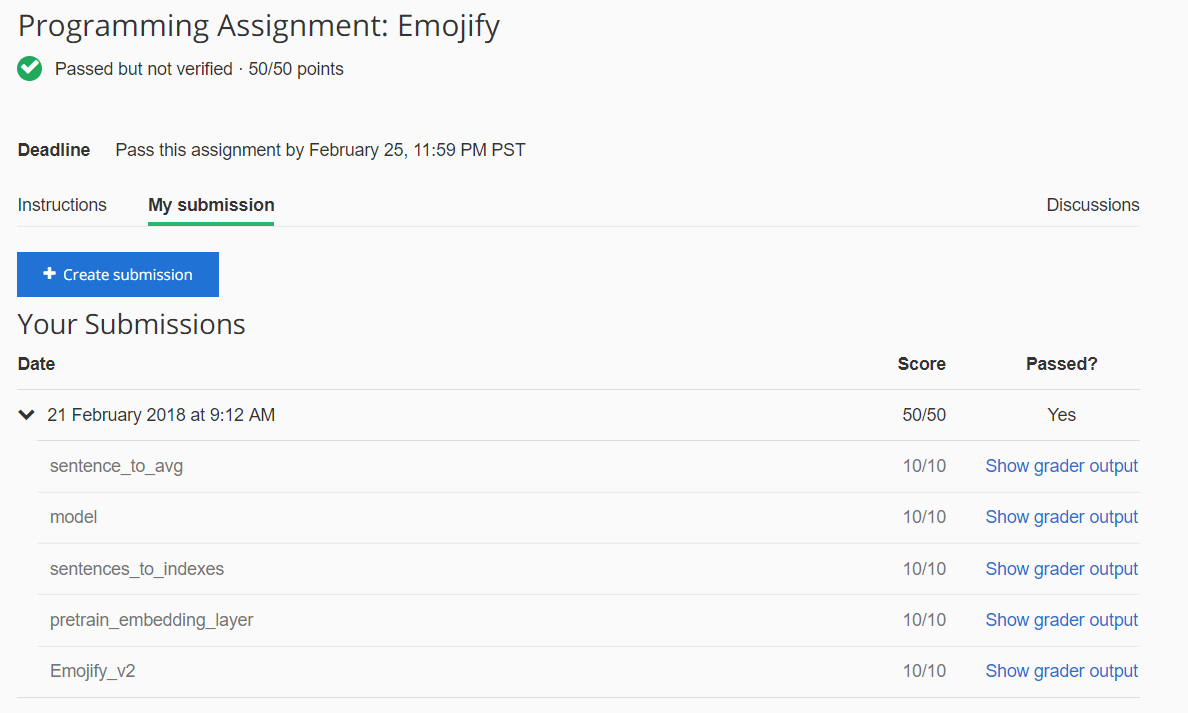 Programming Assignment: Emojify
Passed but not verified · 50/50 points
Deadline Pass this assignment by February 25, 11:59 PM PST
Instructions My submission Discussions
+ Create submission
Your Submissions
Date Score Passed?
21 February 2018 at 9:12 AM 50/50 Yes
sentence_to_avg 10/10 Show grader output
model 10/10 Show grader output
sentences_to_indexes 10/10 Show grader output
pretrain_embedding_layer 10/10 Show grader output
Emojify_v2 10/10 Show grader output